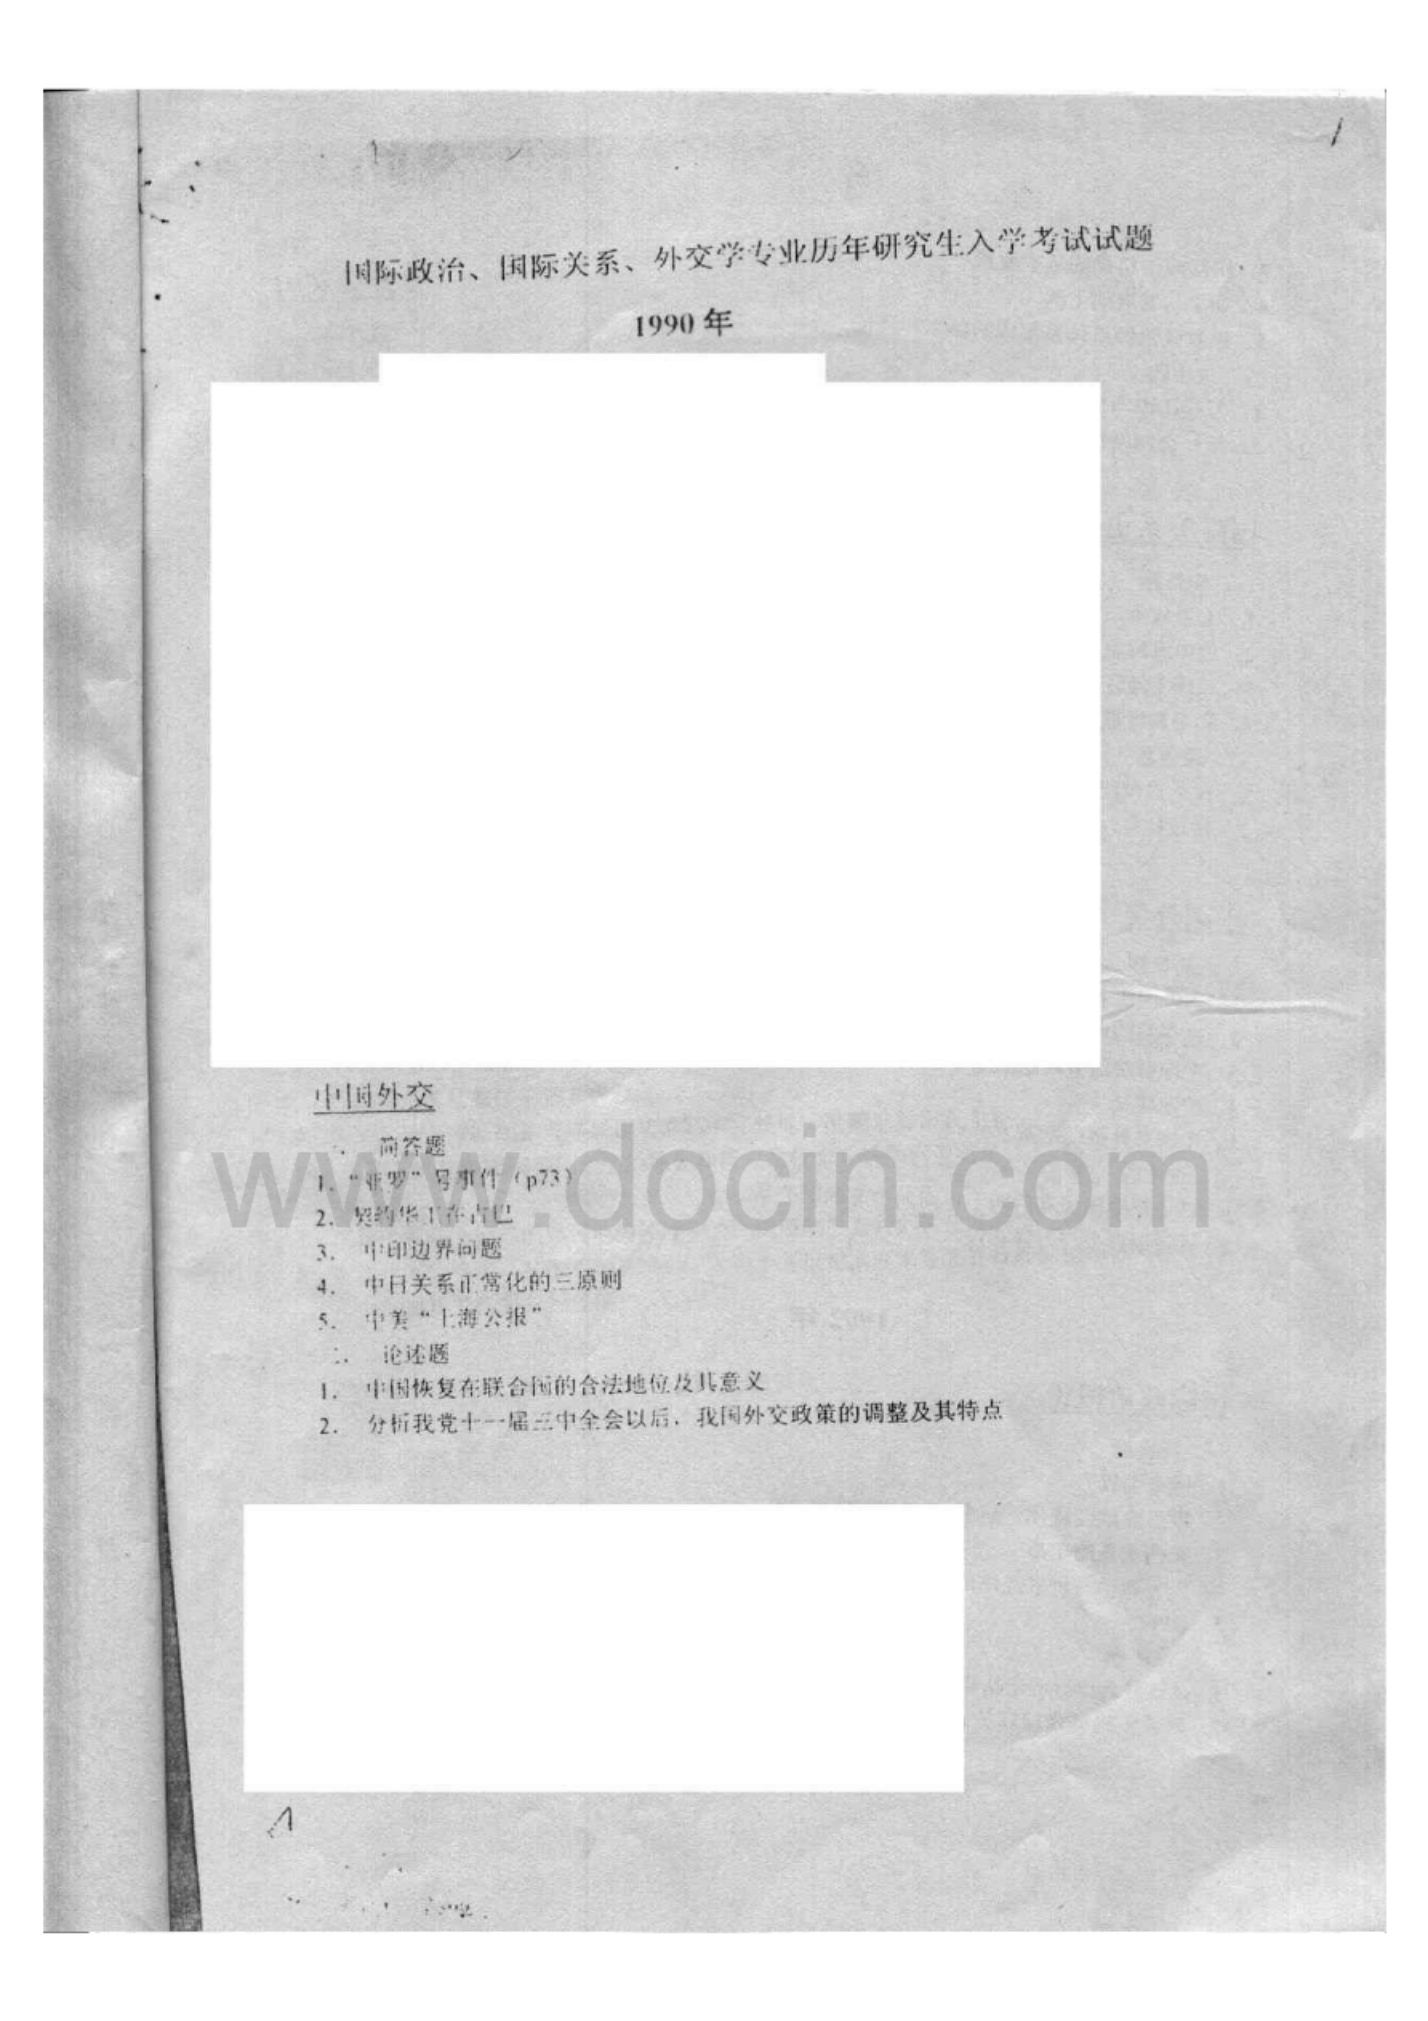 1
国际政治、国际关系、外交学专业历年研究生入学考试试题
1990 年
中国外交
一. 简答题
1. “亚罗”号事件（p73）
2. 契约华工在古巴
3. 中印边界问题
4. 中日关系正常化的三原则
5. 中美“上海公报”
二. 论述题
1. 中国恢复在联合国的合法地位及其意义
2. 分析我党十一届三中全会以后, 我国外交政策的调整及其特点
www.docin.com